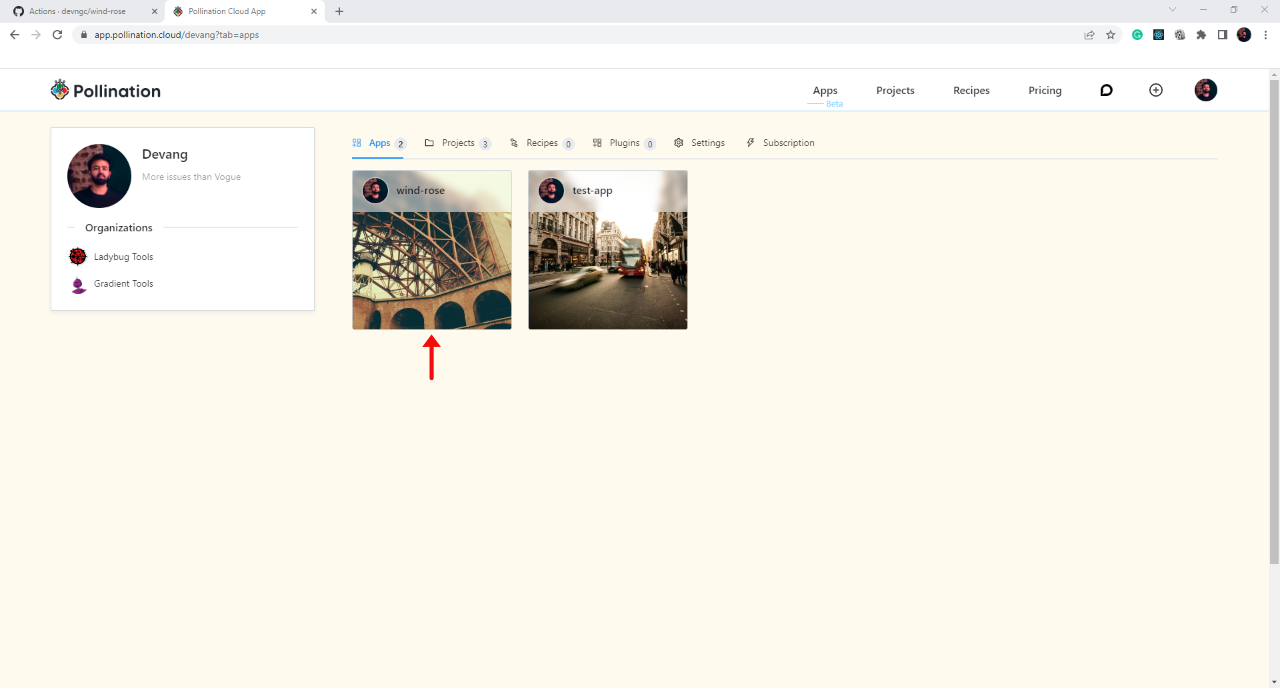 Actions · devngc/wind-rose
Pollination Cloud App
app.pollination.cloud/devang?tab=apps
Pollination
Apps
Beta
Projects
Recipes
Pricing
Devang
More issues than Vogue
Organizations
Ladybug Tools
Gradient Tools
Apps 2
Projects 3
Recipes 0
Plugins 0
Settings
Subscription
wind-rose
test-app